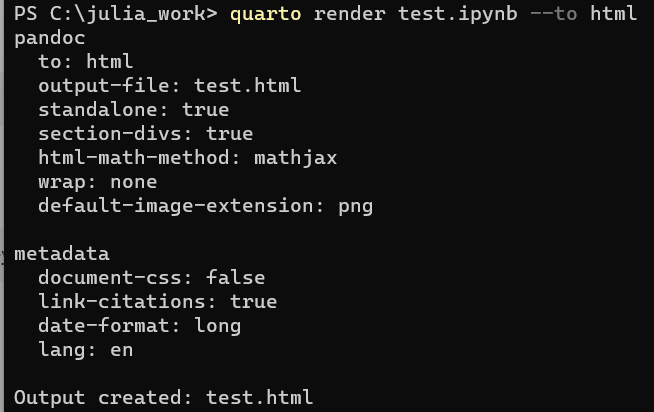 PS C:\julia_work> quarto render test.ipynb --to html
pandoc
  to: html
  output-file: test.html
  standalone: true
  section-divs: true
  html-math-method: mathjax
  wrap: none
  default-image-extension: png

metadata
  document-css: false
  link-citations: true
  date-format: long
  lang: en

Output created: test.html